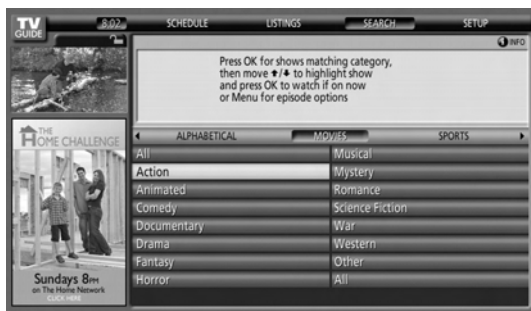 TV GUIDE
8:02 SCHEDULE LISTINGS SEARCH SETUP
INFO
Press OK for shows matching category,
then move ↑/↓ to highlight show
and press OK to watch if on now
or Menu for episode options
ALPHABETICAL MOVIES SPORTS
All Musical
Action Mystery
Animated Romance
Comedy Science Fiction
Documentary War
Drama Western
Fantasy Other
Horror All
THE
HOME CHALLENGE
Sundays 8PM
on The Home Network
CLICK HERE